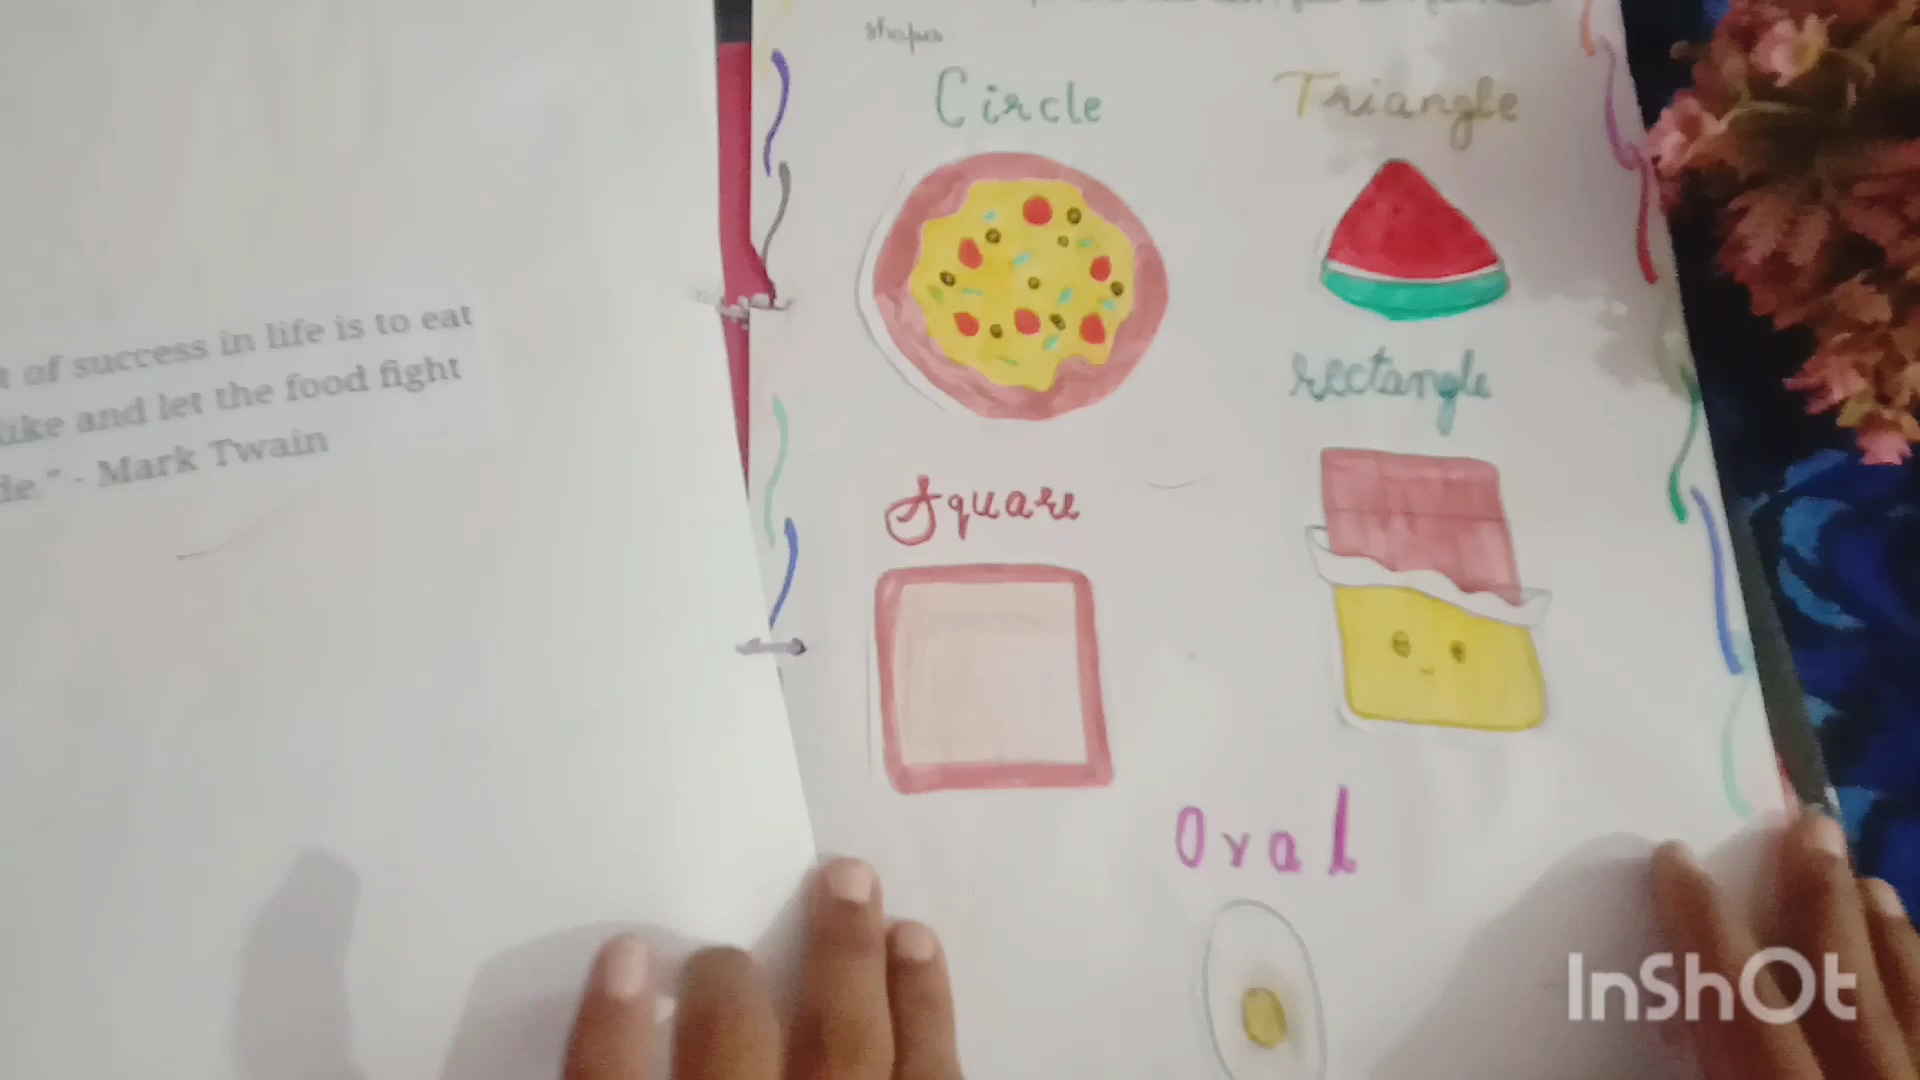 of success in life is to eat
like and let the food fight
" - Mark Twain
shapes
Circle
Triangle
rectangle
Square
Oval
InShOt